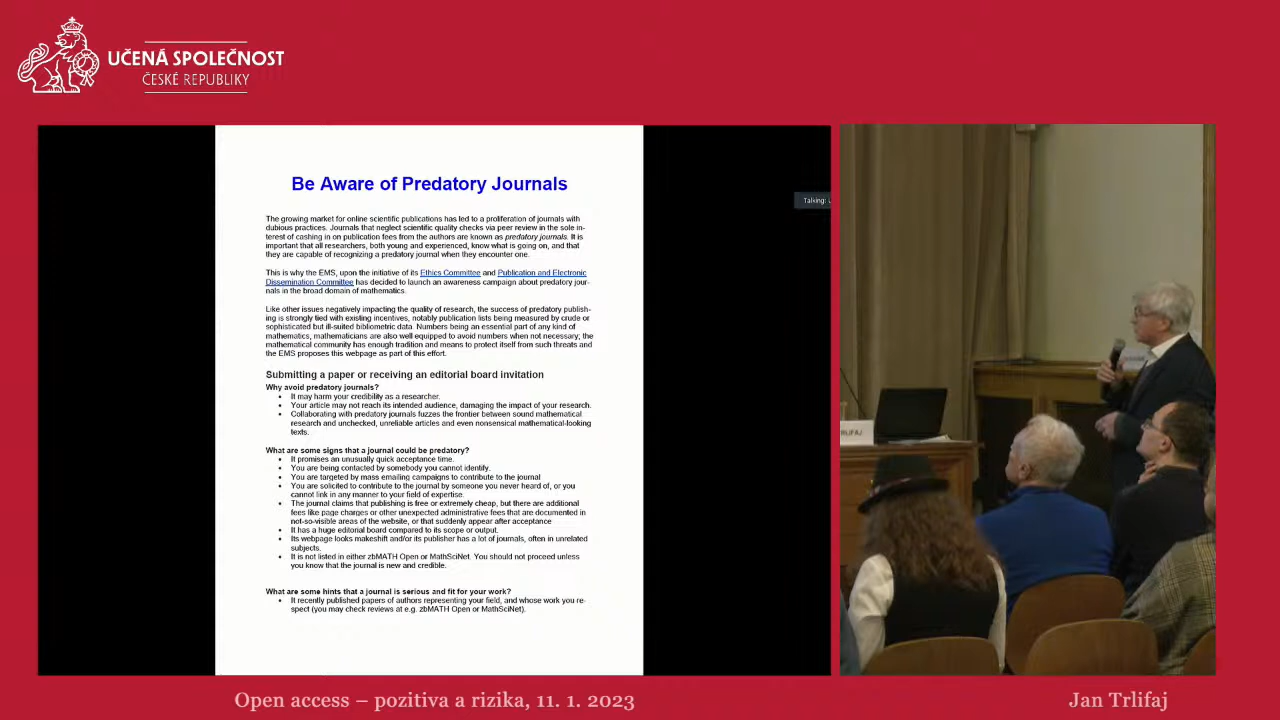 UČENÁ SPOLEČNOST
ČESKÉ REPUBLIKY
Be Aware of Predatory Journals
The growing market for online scientific publications has led to a proliferation of journals with
dubious practices. Journals that neglect scientific quality checks via peer review in the sole in-
terest of cashing in on publication fees from the authors are known as predatory journals. It is
important that all researchers, both young and experienced, know what is going on, and that
they are capable of recognizing a predatory journal when they encounter one.
This is why the EMS, upon the initiative of its Ethics Committee and Publication and Electronic
Dissemination Committee has decided to launch an awareness campaign about predatory jour-
nals in the broad domain of mathematics.
Like other issues negatively impacting the quality of research, the success of predatory publish-
ing is strongly tied with existing incentives, notably publication lists being measured by crude or
sophisticated but ill-suited bibliometric data. Numbers being an essential part of any kind of
mathematics, mathematicians are also well equipped to avoid numbers when not necessary; the
mathematical community has enough tradition and means to protect itself from such threats and
the EMS proposes this webpage as part of this effort.
Submitting a paper or receiving an editorial board invitation
Why avoid predatory journals?
• It may harm your credibility as a researcher.
• Your article may not reach its intended audience, damaging the impact of your research.
• Collaborating with predatory journals fuzzes the frontier between sound mathematical
research and unchecked, unreliable articles and even nonsensical mathematical-looking
texts.
What are some signs that a journal could be predatory?
• It promises an unusually quick acceptance time.
• You are being contacted by somebody you cannot identify.
• You are targeted by mass emailing campaigns to contribute to the journal
• You are solicited to contribute to the journal by someone you never heard of, or you
cannot link in any manner to your field of expertise.
• The journal claims that publishing is free or extremely cheap, but there are additional
fees like page charges or other unexpected administrative fees that are documented in
not-so-visible areas of the website, or that suddenly appear after acceptance
• It has a huge editorial board compared to its scope or output.
• Its webpage looks makeshift and/or its publisher has a lot of journals, often in unrelated
subjects.
• It is not listed in either zbMATH Open or MathSciNet. You should not proceed unless
you know that the journal is new and credible.
What are some hints that a journal is serious and fit for your work?
• It recently published papers of authors representing your field, and whose work you re-
spect (you may check reviews at e.g. zbMATH Open or MathSciNet).
Talking:
TRLIFAJ
Open access – pozitiva a rizika, 11. 1. 2023
Jan Trlifaj